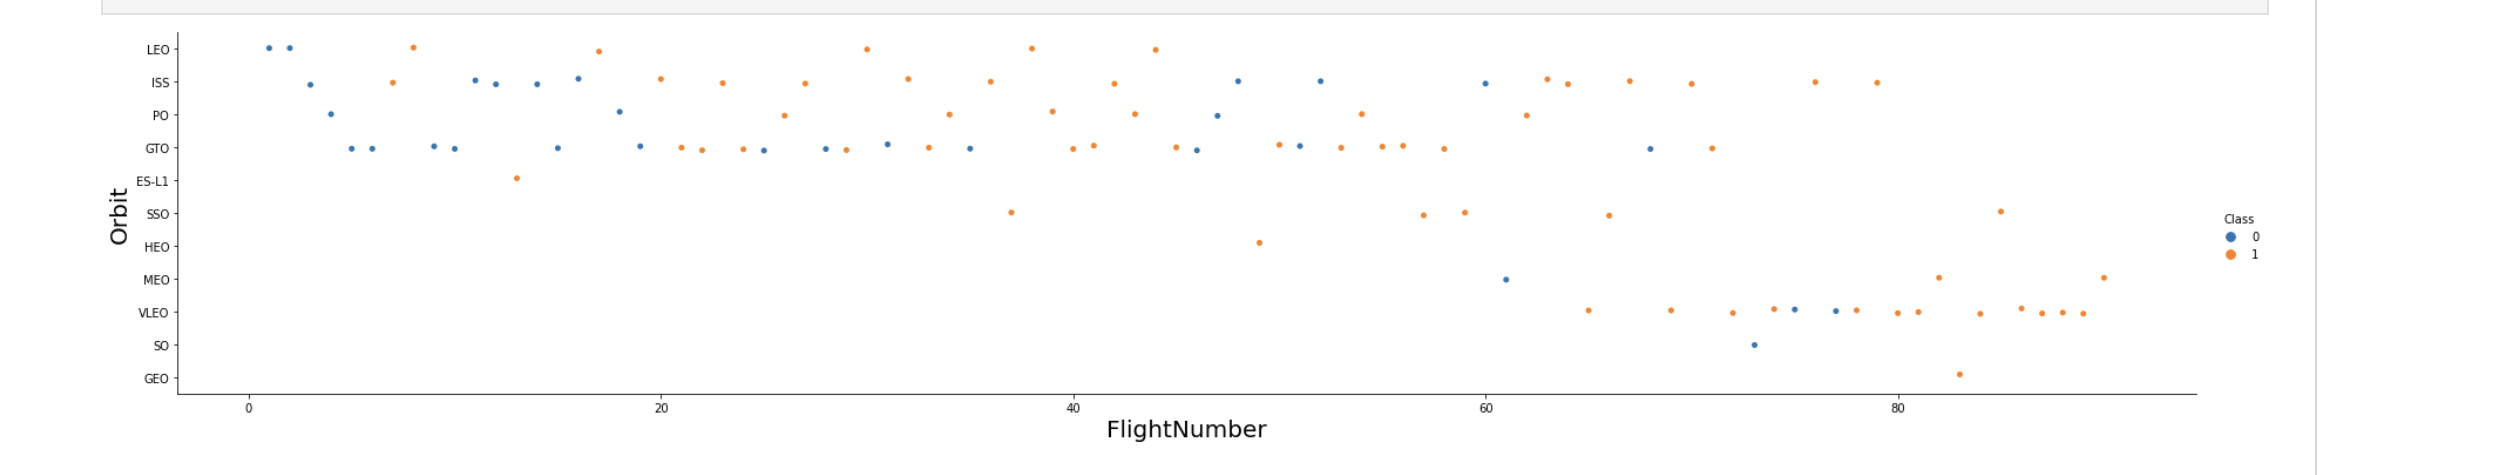 LEO
ISS
PO
GTO
ES-L1
SSO
HEO
MEO
VLEO
SO
GEO
Orbit
0 20 40 60 80
FlightNumber
Class
0
1